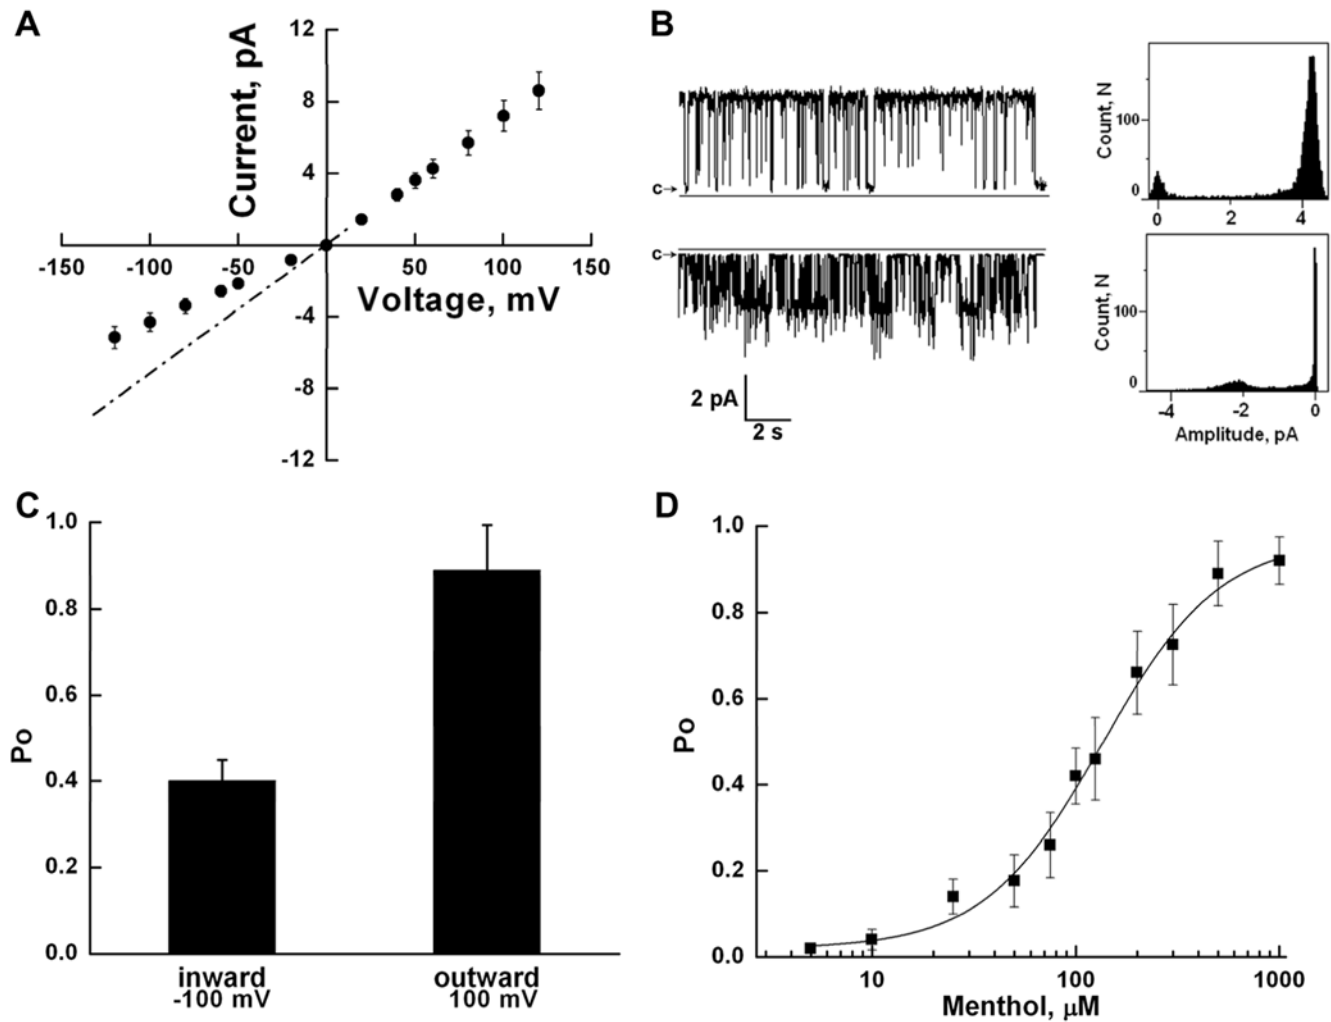 A
Current, pA
12
8
4
-4
-8
-12
-150
-100
-50
50
100
150
Voltage, mV
B
c→
c→
2 pA
2 s
Count, N
100
0
0
2
4
Count, N
100
0
-4
-2
0
Amplitude, pA
C
Po
1.0
0.8
0.6
0.4
0.2
0.0
inward
-100 mV
outward
100 mV
D
Po
1.0
0.8
0.6
0.4
0.2
0.0
10
100
1000
Menthol, μM